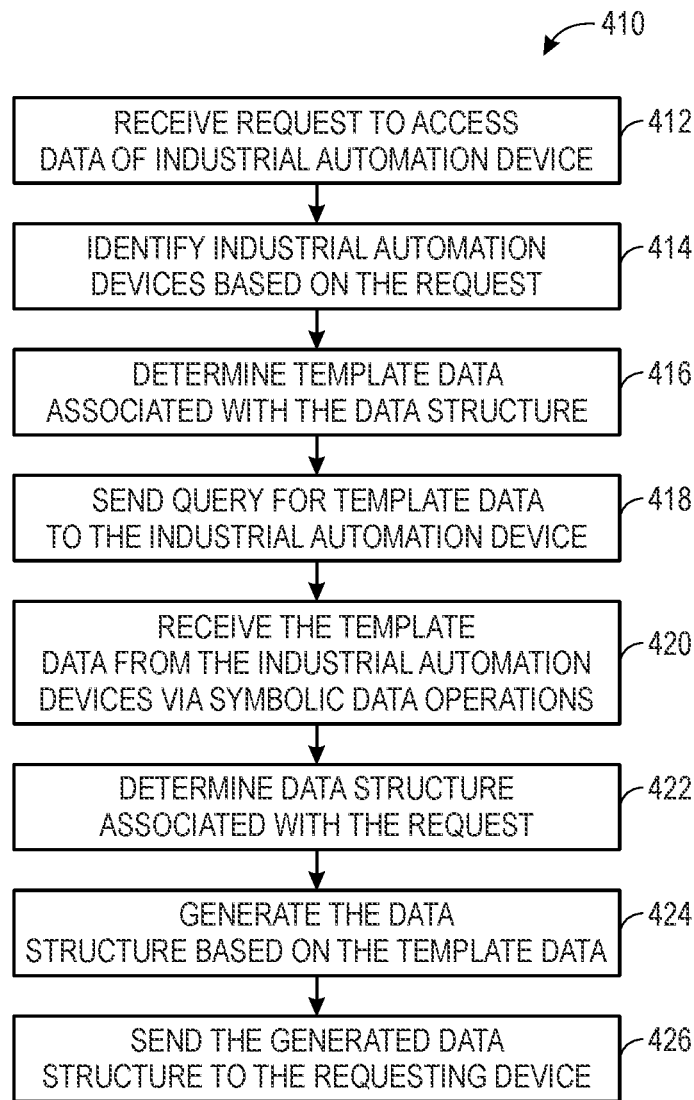 410
RECEIVE REQUEST TO ACCESS
DATA OF INDUSTRIAL AUTOMATION DEVICE
412
IDENTIFY INDUSTRIAL AUTOMATION
DEVICES BASED ON THE REQUEST
414
DETERMINE TEMPLATE DATA
ASSOCIATED WITH THE DATA STRUCTURE
416
SEND QUERY FOR TEMPLATE DATA
TO THE INDUSTRIAL AUTOMATION DEVICE
418
RECEIVE THE TEMPLATE
DATA FROM THE INDUSTRIAL AUTOMATION
DEVICES VIA SYMBOLIC DATA OPERATIONS
420
DETERMINE DATA STRUCTURE
ASSOCIATED WITH THE REQUEST
422
GENERATE THE DATA
STRUCTURE BASED ON THE TEMPLATE DATA
424
SEND THE GENERATED DATA
STRUCTURE TO THE REQUESTING DEVICE
426